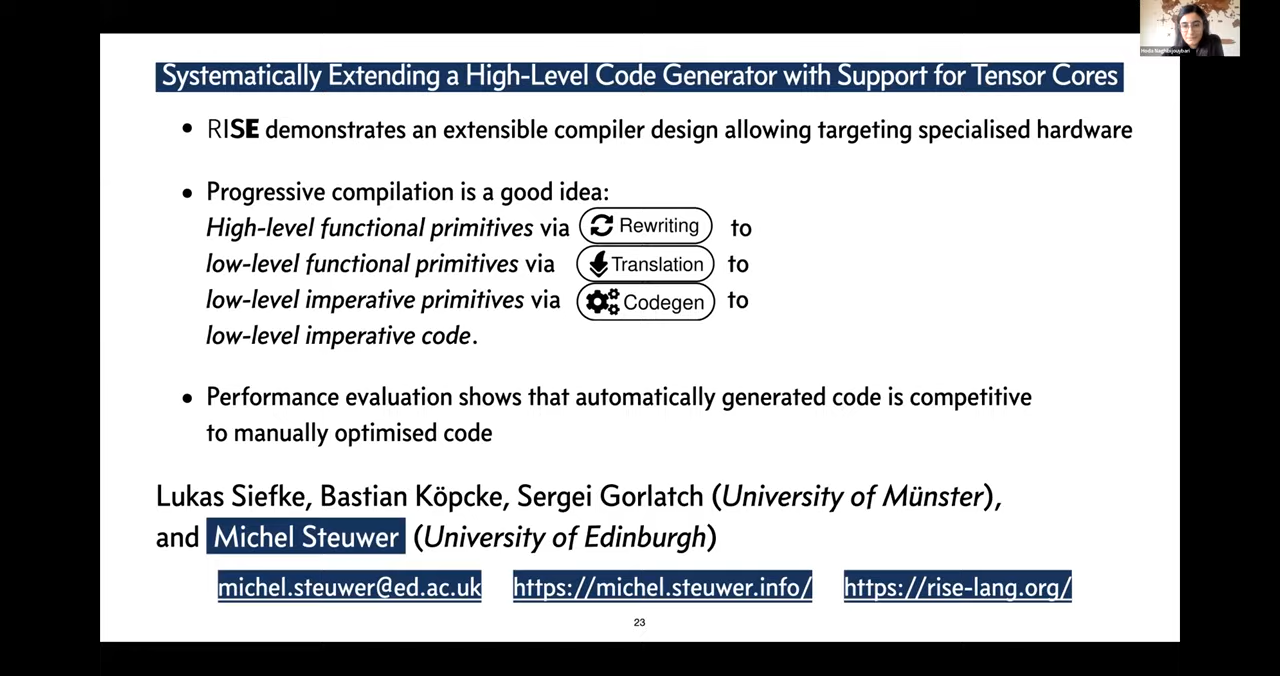 Hoda Naghibijouybari
Systematically Extending a High-Level Code Generator with Support for Tensor Cores
• RISE demonstrates an extensible compiler design allowing targeting specialised hardware
• Progressive compilation is a good idea:
High-level functional primitives via Rewriting to
low-level functional primitives via Translation to
low-level imperative primitives via Codegen to
low-level imperative code.
• Performance evaluation shows that automatically generated code is competitive
to manually optimised code
Lukas Siefke, Bastian Köpcke, Sergei Gorlatch (University of Münster),
and Michel Steuwer (University of Edinburgh)
michel.steuwer@ed.ac.uk https://michel.steuwer.info/ https://rise-lang.org/
23